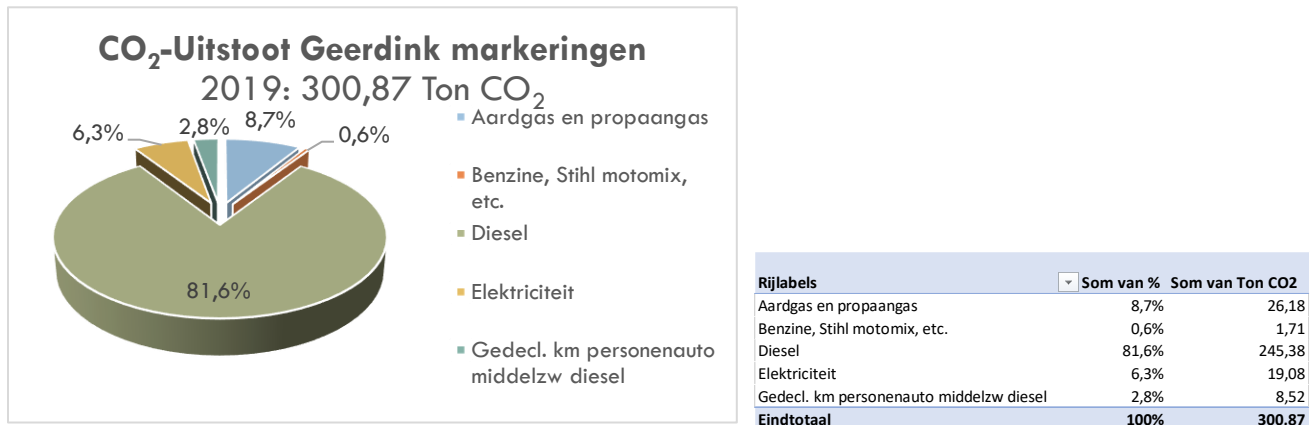 CO₂-Uitstoot Geerdink markeringen
2019: 300,87 Ton CO₂
6,3%
2,8%
8,7%
0,6%
81,6%
Aardgas en propaangas
Benzine, Stihl motomix,
etc.
Diesel
Elektriciteit
Gedecl. km personenauto
middelzw diesel
Rijlabels Som van % Som van Ton CO2
Aardgas en propaangas 8,7% 26,18
Benzine, Stihl motomix, etc. 0,6% 1,71
Diesel 81,6% 245,38
Elektriciteit 6,3% 19,08
Gedecl. km personenauto middelzw diesel 2,8% 8,52
Eindtotaal 100% 300,87